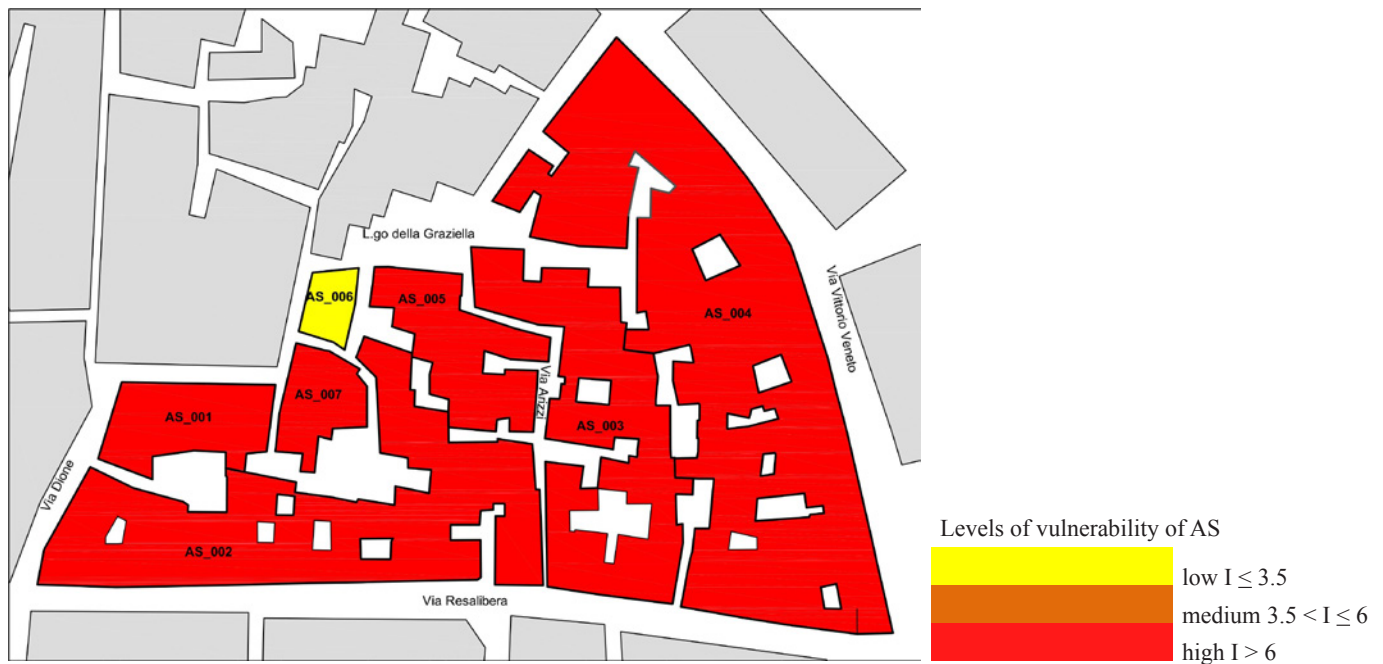 L.go della Graziella
AS_006
AS_005
AS_004
Via Vittorio Veneto
AS_007
Via Arizzi
AS_001
AS_003
Via Dione
AS_002
Via Resalibera
Levels of vulnerability of AS
low I ≤ 3.5
medium 3.5 < I ≤ 6
high I > 6